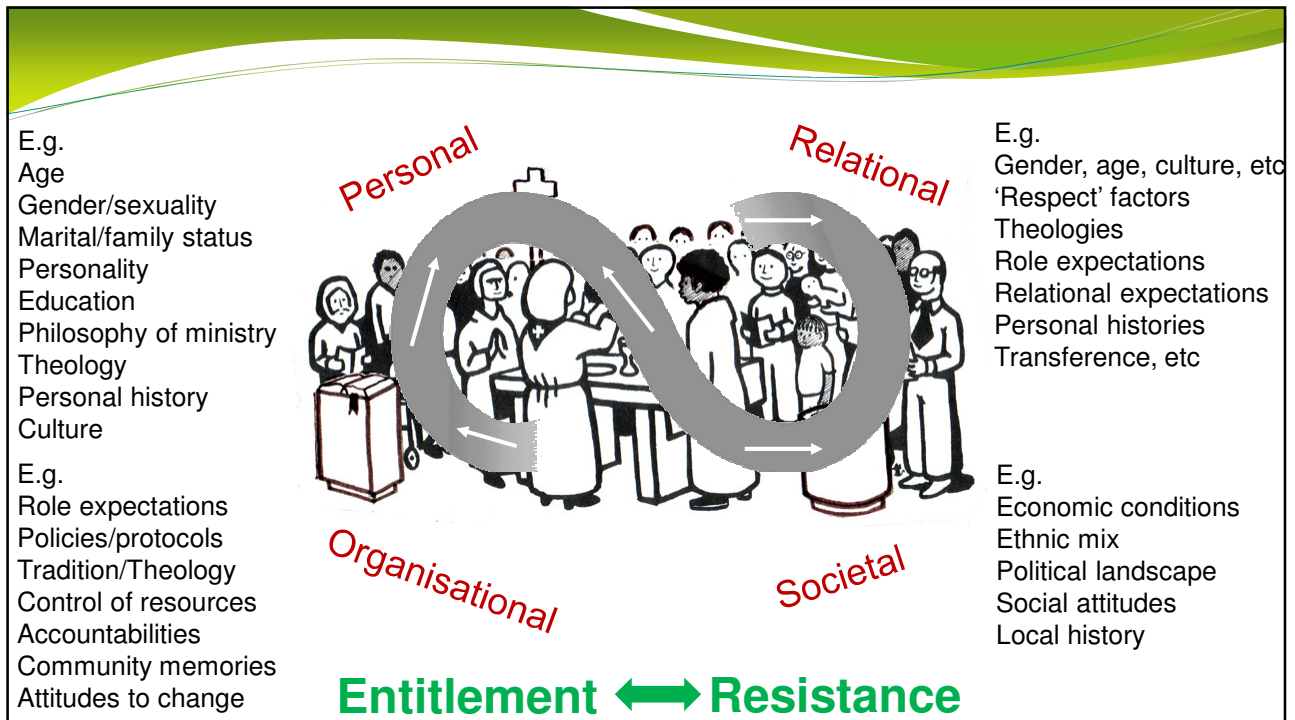 E.g.
Age
Gender/sexuality
Marital/family status
Personality
Education
Philosophy of ministry
Theology
Personal history
Culture
E.g.
Role expectations
Policies/protocols
Tradition/Theology
Control of resources
Accountabilities
Community memories
Attitudes to change
Personal
Relational
Organisational
Societal
E.g.
Gender, age, culture, etc
‘Respect’ factors
Theologies
Role expectations
Relational expectations
Personal histories
Transference, etc
E.g.
Economic conditions
Ethnic mix
Political landscape
Social attitudes
Local history
Entitlement Resistance